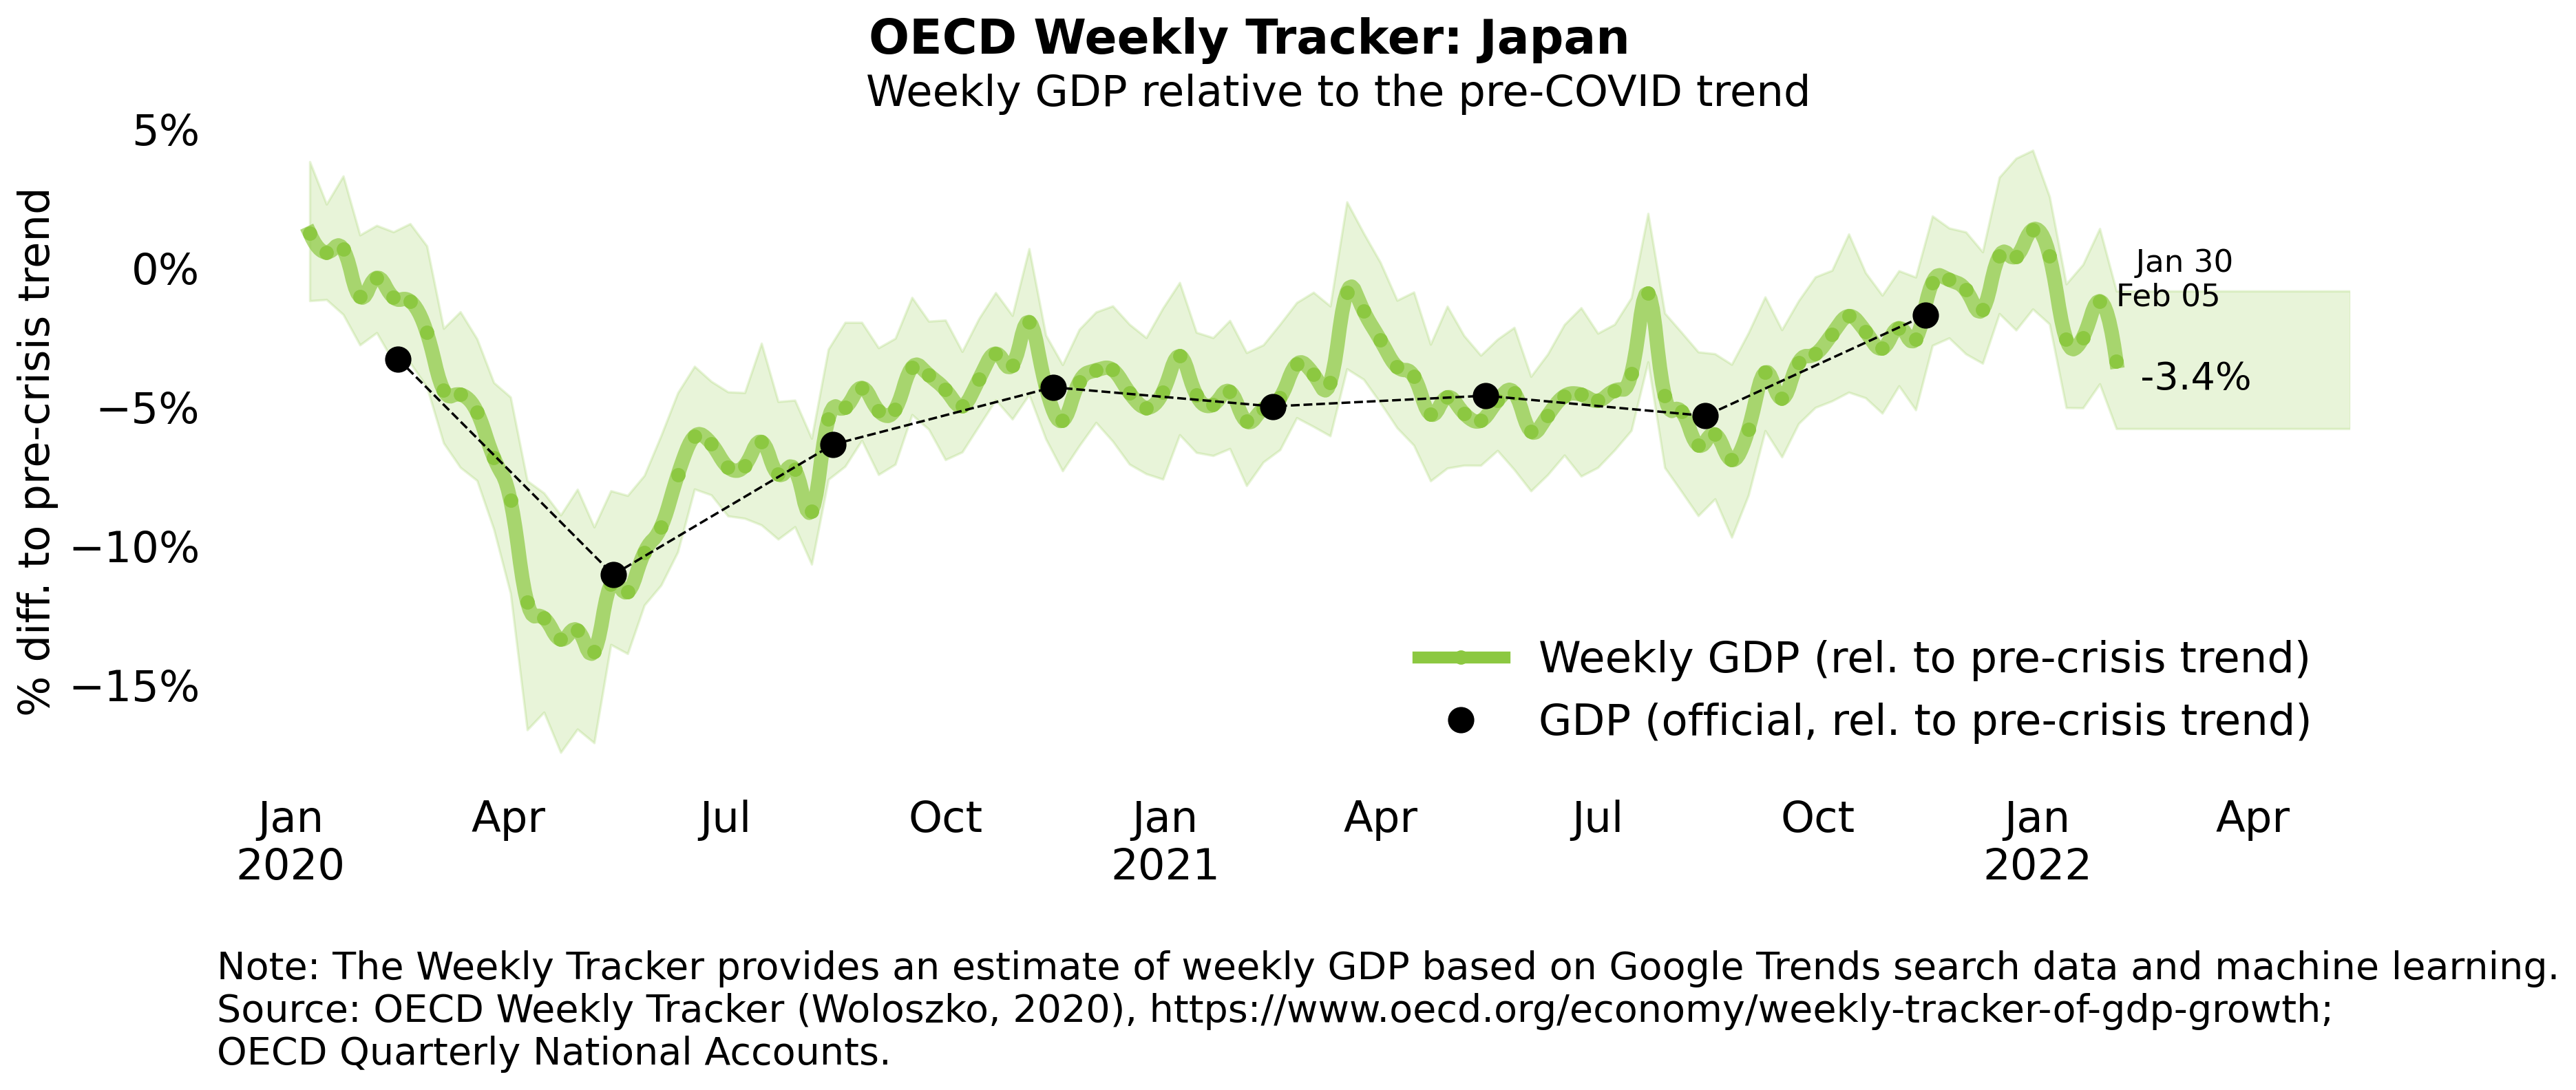 OECD Weekly Tracker: Japan
Weekly GDP relative to the pre-COVID trend
% diff. to pre-crisis trend
5%
0%
−5%
−10%
−15%
Jan 30
Feb 05
-3.4%
Weekly GDP (rel. to pre-crisis trend)
GDP (official, rel. to pre-crisis trend)
Jan Apr Jul Oct Jan Apr Jul Oct Jan Apr
2020 2021 2022
Note: The Weekly Tracker provides an estimate of weekly GDP based on Google Trends search data and machine learning.
Source: OECD Weekly Tracker (Woloszko, 2020), https://www.oecd.org/economy/weekly-tracker-of-gdp-growth;
OECD Quarterly National Accounts.